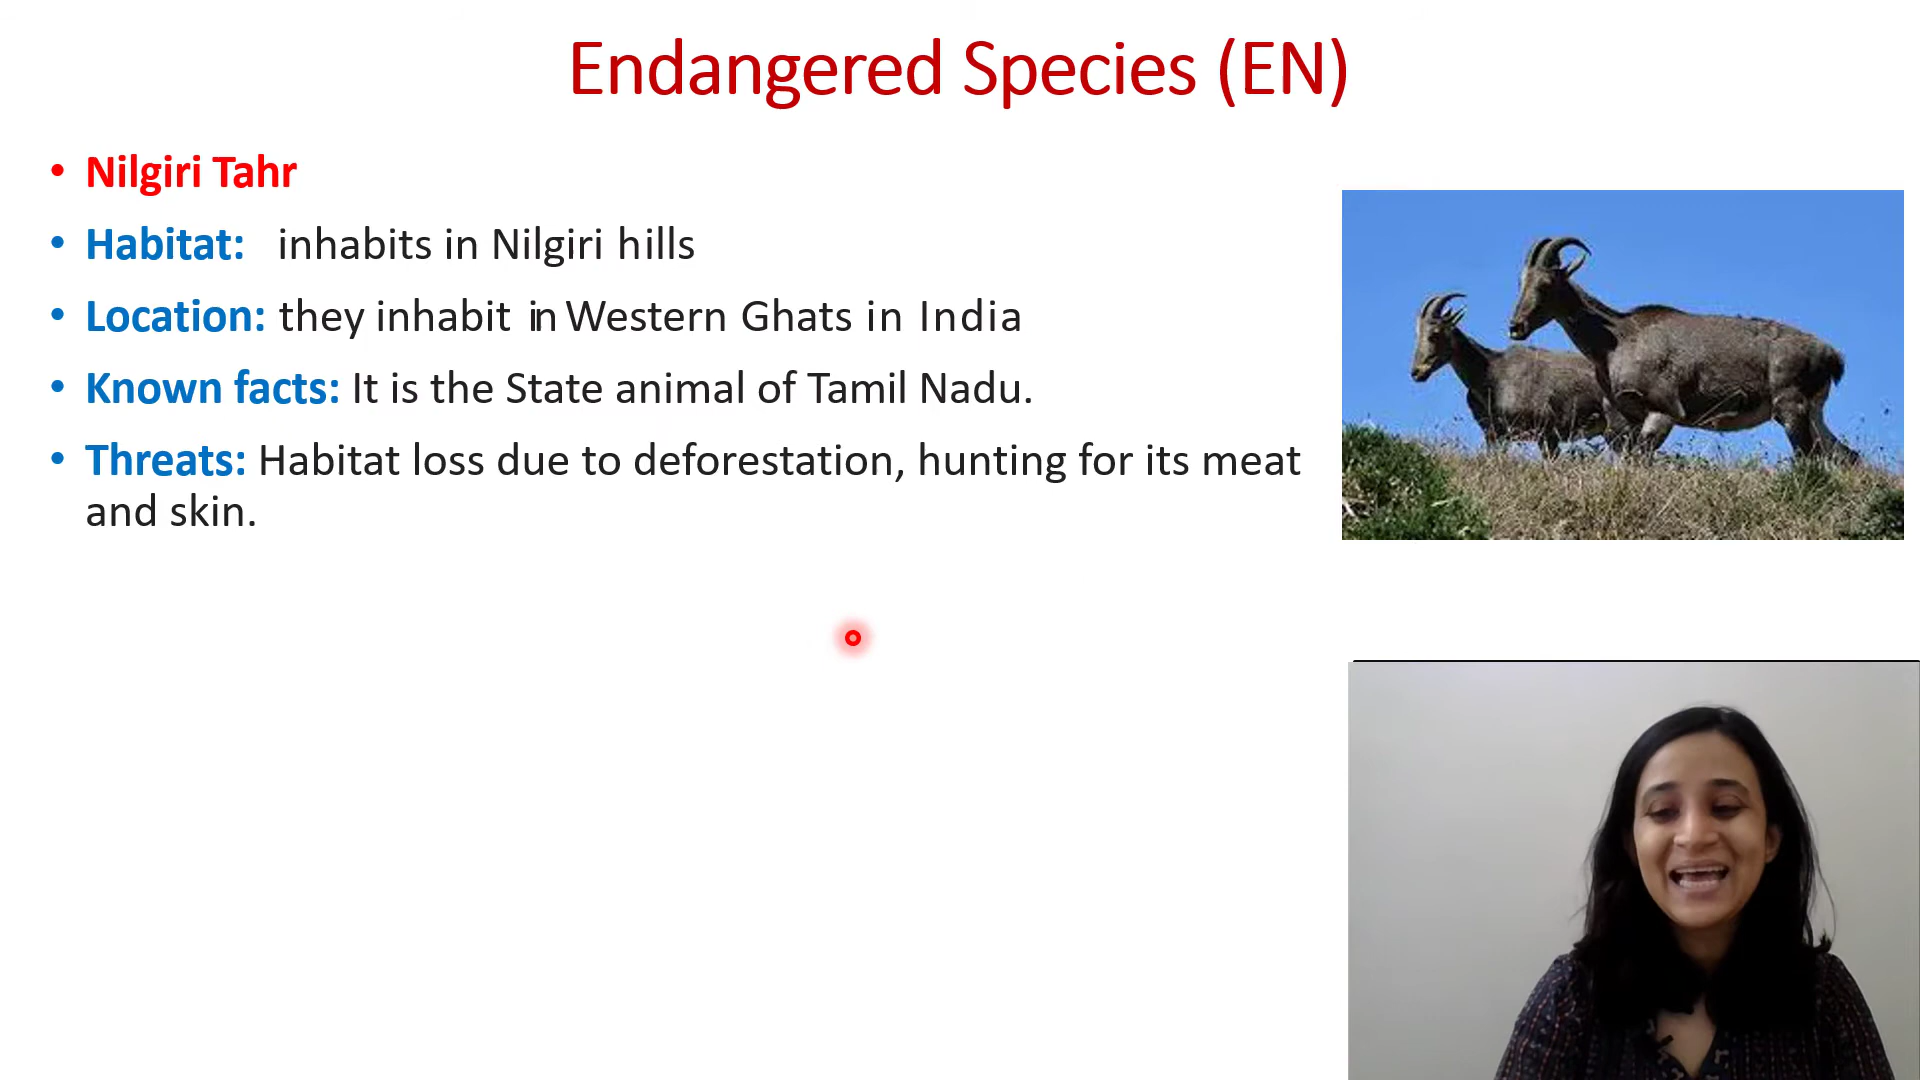 Endangered Species (EN)
• Nilgiri Tahr
• Habitat: inhabits in Nilgiri hills
• Location: they inhabit in Western Ghats in India
• Known facts: It is the State animal of Tamil Nadu.
• Threats: Habitat loss due to deforestation, hunting for its meat
and skin.